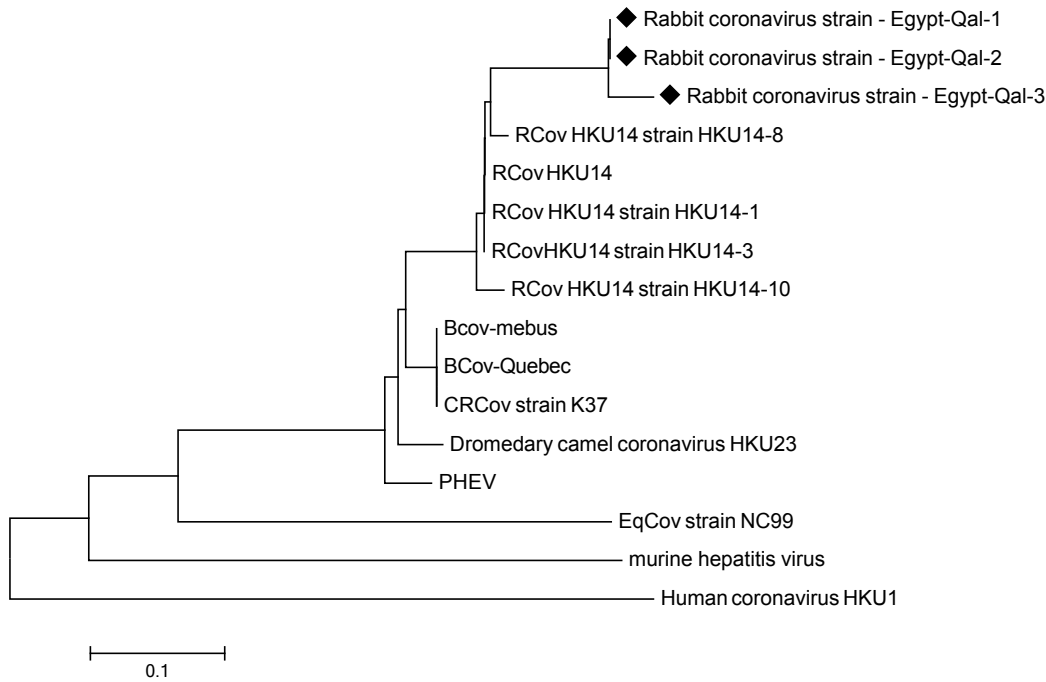 Rabbit coronavirus strain - Egypt-Qal-1
Rabbit coronavirus strain - Egypt-Qal-2
Rabbit coronavirus strain - Egypt-Qal-3
RCov HKU14 strain HKU14-8
RCov HKU14
RCov HKU14 strain HKU14-1
RCovHKU14 strain HKU14-3
RCov HKU14 strain HKU14-10
Bcov-mebus
BCov-Quebec
CRCov strain K37
Dromedary camel coronavirus HKU23
PHEV
EqCov strain NC99
murine hepatitis virus
Human coronavirus HKU1
0.1